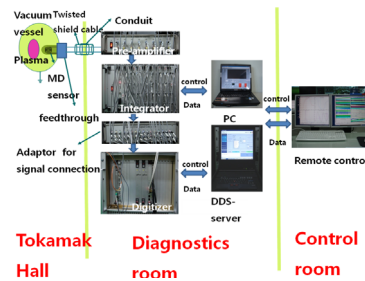 Vacuum
vessel
Twisted
shield cable
Conduit
Plasma
MD
sensor
feedthrough
Adaptor for
signal connection
Pre-amplifier
Integrator
Digitizer
control
Data
PC
control
Data
DDS-
server
control
Data
Remote control
Tokamak
Hall
Diagnostics
room
Control
room